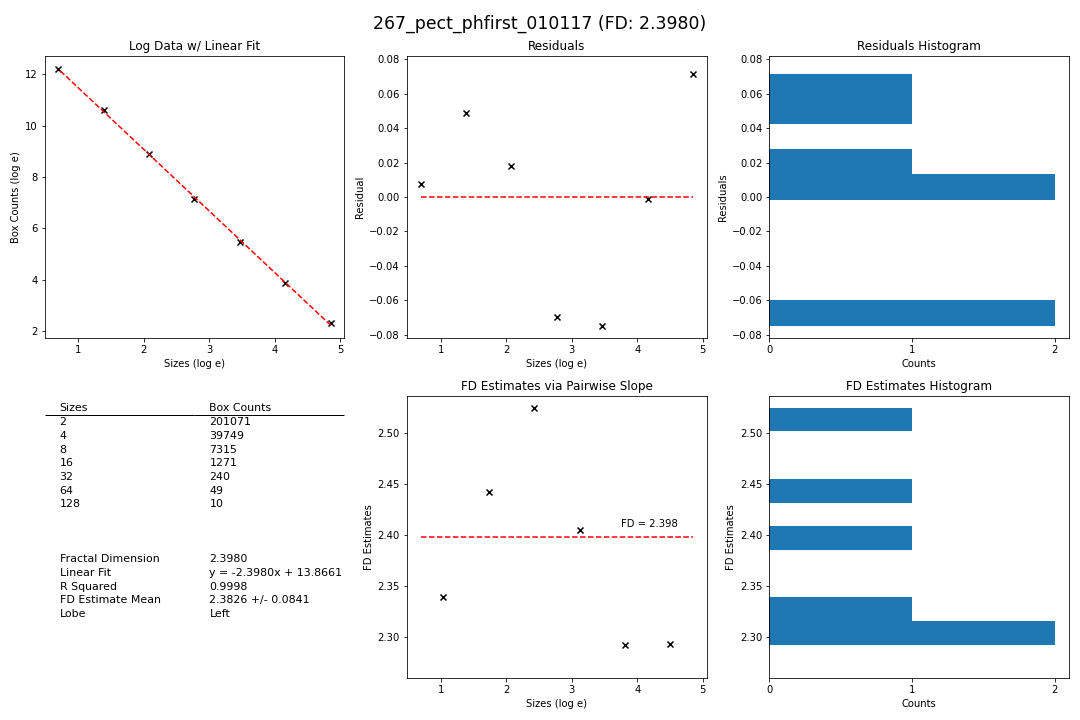 267_pect_phfirst_010117 (FD: 2.3980)
Log Data w/ Linear Fit
12
10
8
6
4
2
Box Counts (log e)
1 2 3 4 5
Sizes (log e)
Residuals
0.08
0.06
0.04
0.02
0.00
−0.02
−0.04
−0.06
−0.08
Residual
1 2 3 4 5
Sizes (log e)
Residuals Histogram
0.08
0.06
0.04
0.02
0.00
−0.02
−0.04
−0.06
−0.08
Residuals
0 1 2
Counts
Sizes Box Counts
2 201071
4 39749
8 7315
16 1271
32 240
64 49
128 10
Fractal Dimension 2.3980
Linear Fit y = -2.3980x + 13.8661
R Squared 0.9998
FD Estimate Mean 2.3826 +/- 0.0841
Lobe Left
FD Estimates via Pairwise Slope
2.50
2.45
2.40
2.35
2.30
FD Estimates
FD = 2.398
1 2 3 4 5
Sizes (log e)
FD Estimates Histogram
2.50
2.45
2.40
2.35
2.30
FD Estimates
0 1 2
Counts